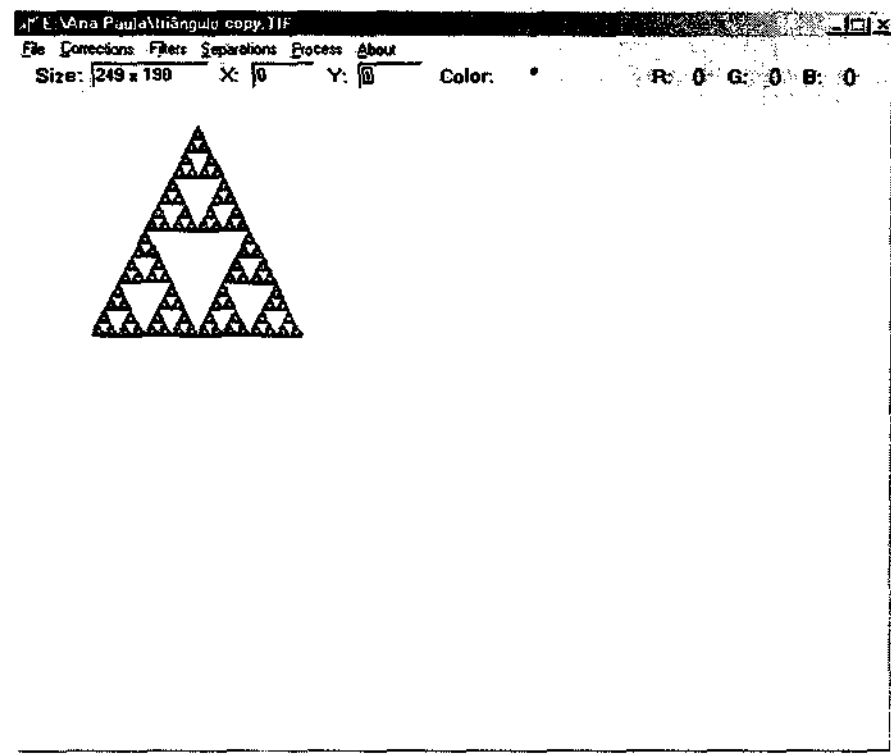 E:\Ana Paula\triângulo copy.TIF
File Corrections Filters Separations Process About
Size: 249 x 190 X: 0 Y: 0 Color: R: 0 G: 0 B: 0